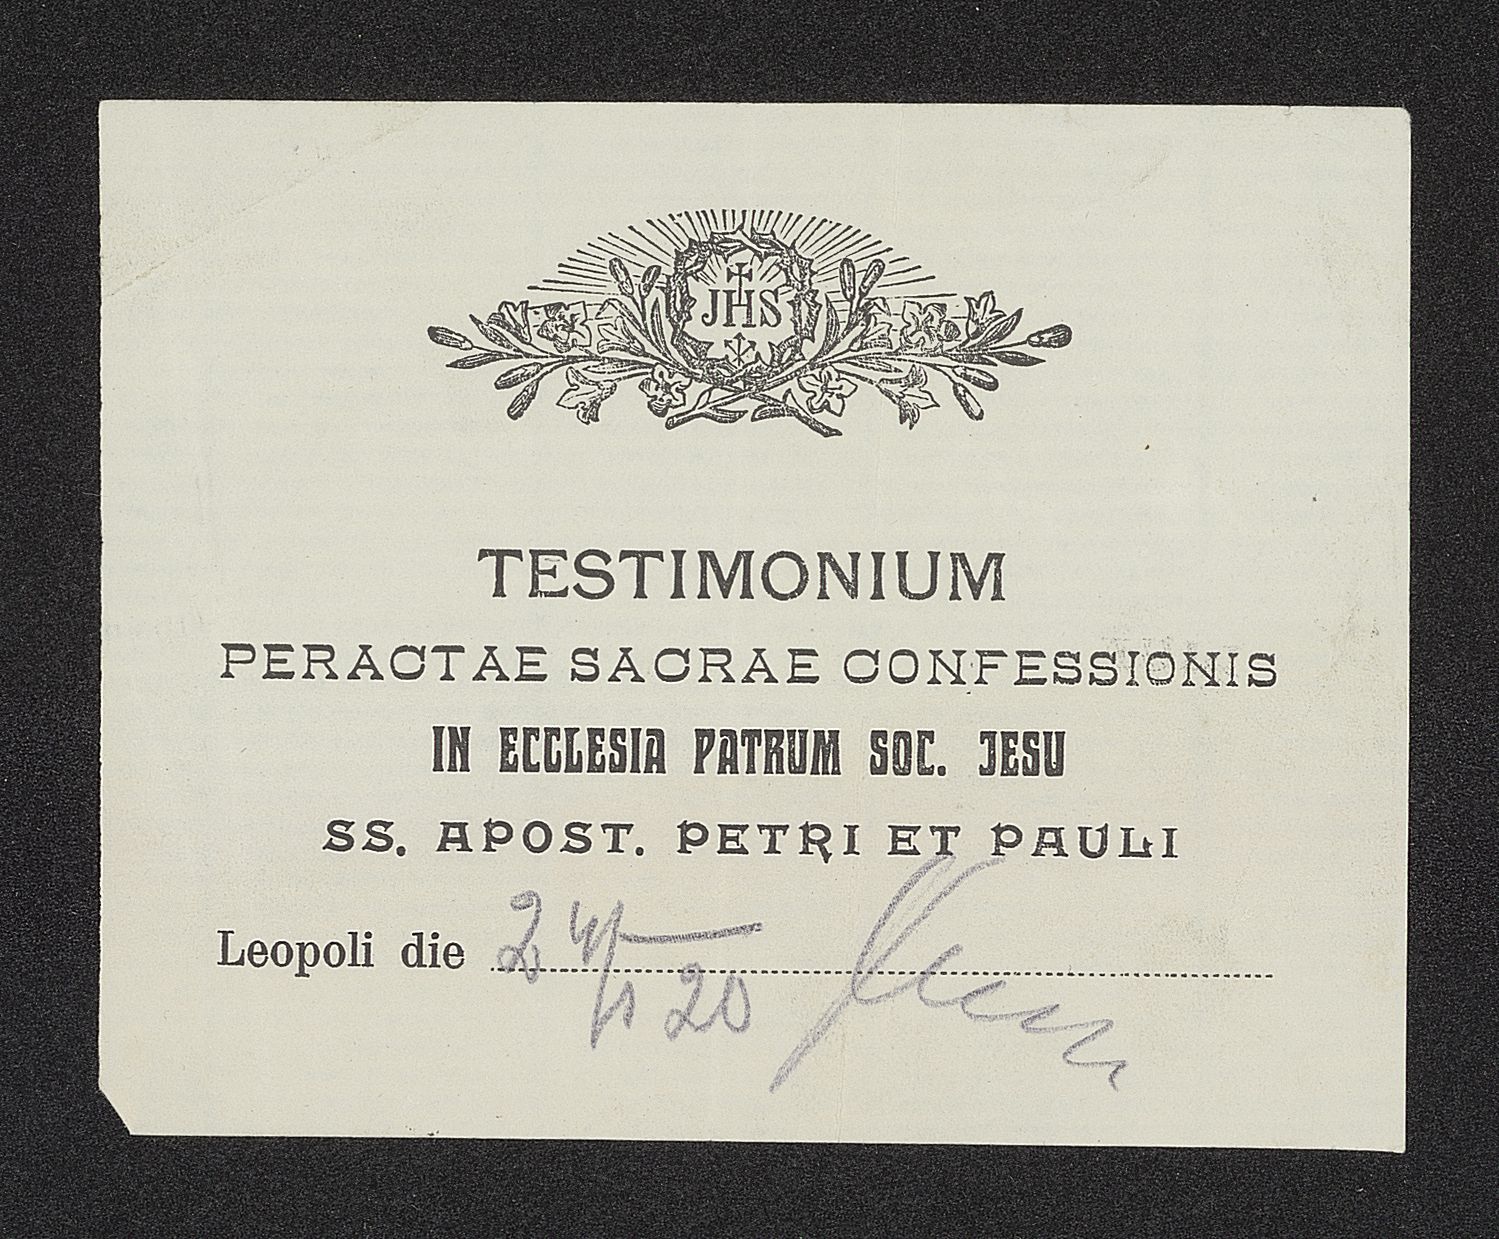 JHS
TESTIMONIUM
PERACTAE SACRAE CONFESSIONIS
IN ECCLESIA PATRUM SOC. JESU
SS. APOST. PETRI ET PAULI
Leopoli die 24/1 20